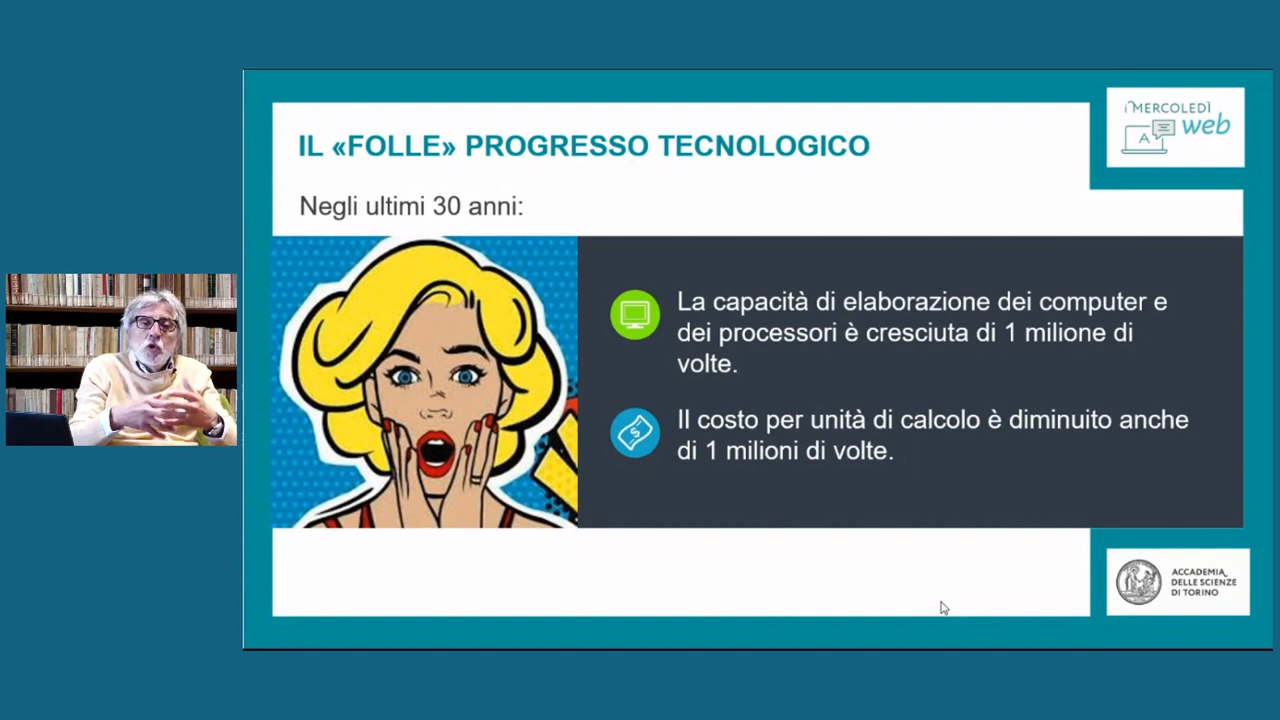 IL «FOLLE» PROGRESSO TECNOLOGICO
i MERCOLEDÌ
web
A
Negli ultimi 30 anni:
La capacità di elaborazione dei computer e
dei processori è cresciuta di 1 milione di
volte.
$
Il costo per unità di calcolo è diminuito anche
di 1 milioni di volte.
ACCADEMIA
DELLE SCIENZE
DI TORINO